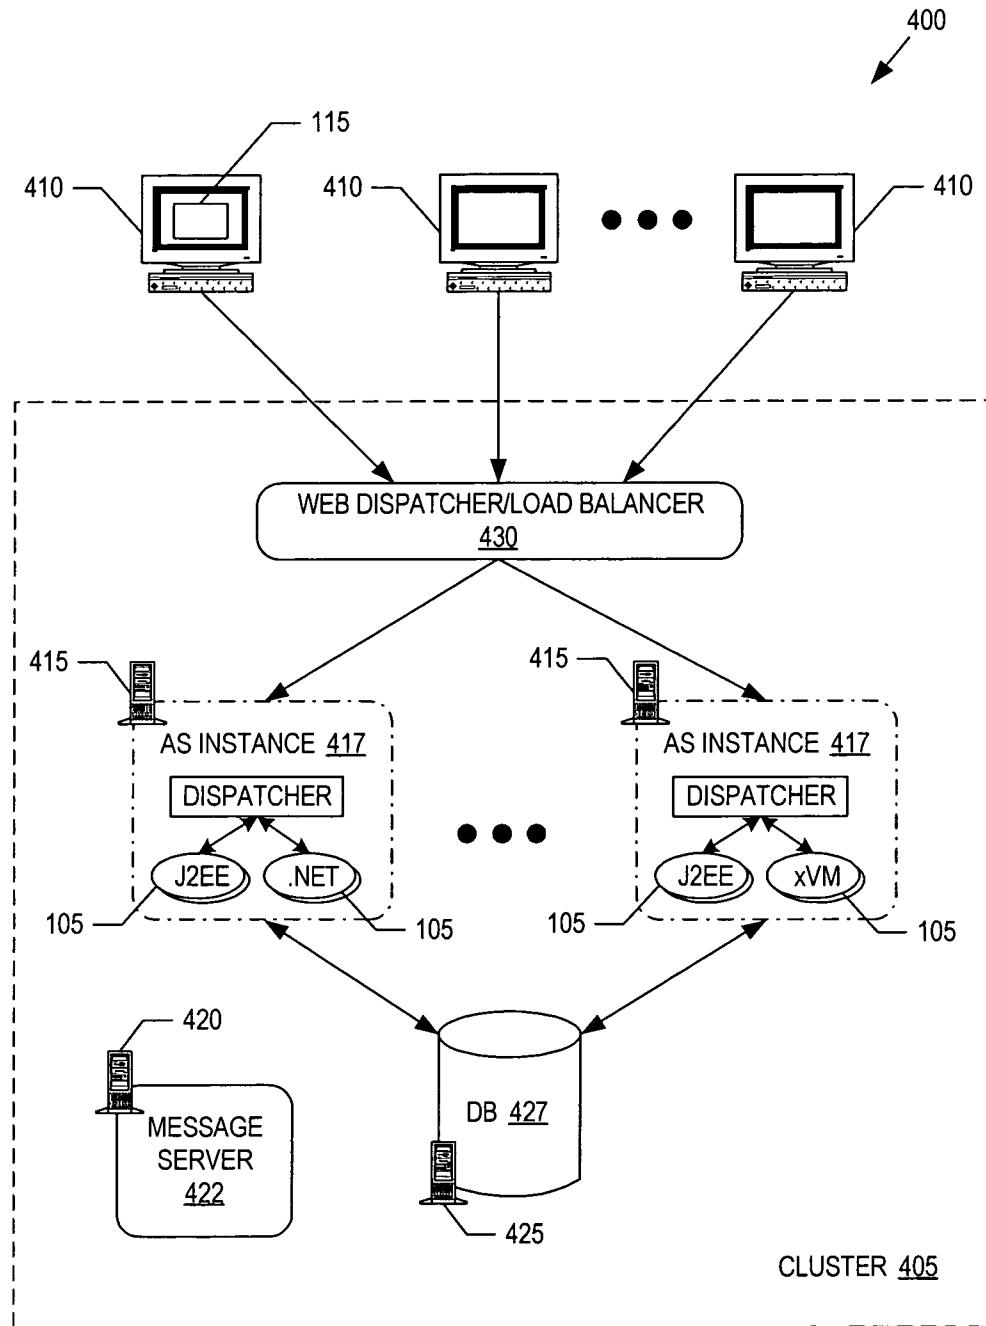 400
115
410
410
410
WEB DISPATCHER/LOAD BALANCER
430
415
415
AS INSTANCE 417
AS INSTANCE 417
DISPATCHER
DISPATCHER
J2EE
.NET
J2EE
xVM
105
105
105
105
420
DB 427
MESSAGE
SERVER
422
425
CLUSTER 405